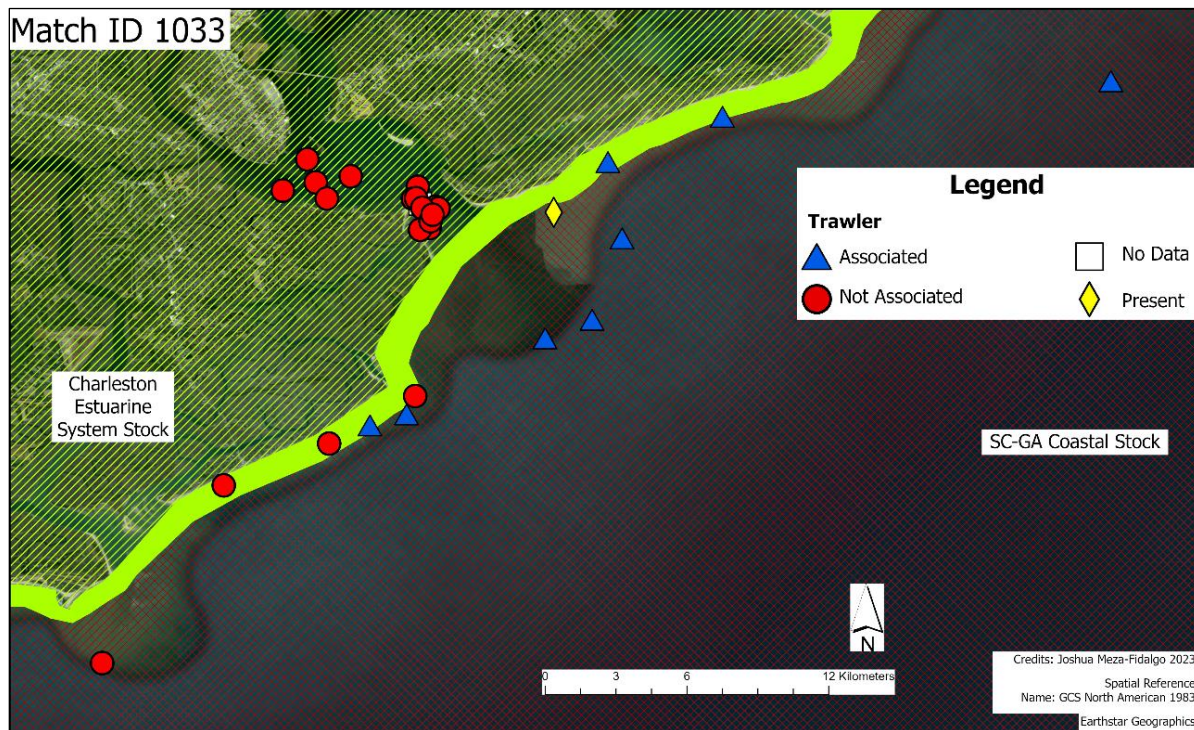 Match ID 1033
Legend
Trawler
Associated
No Data
Not Associated
Present
Charleston
Estuarine
System Stock
SC-GA Coastal Stock
N
0 3 6 12 Kilometers
Credits: Joshua Meza-Fidalgo 2023
Spatial Reference
Name: GCS North American 1983
Earthstar Geographics